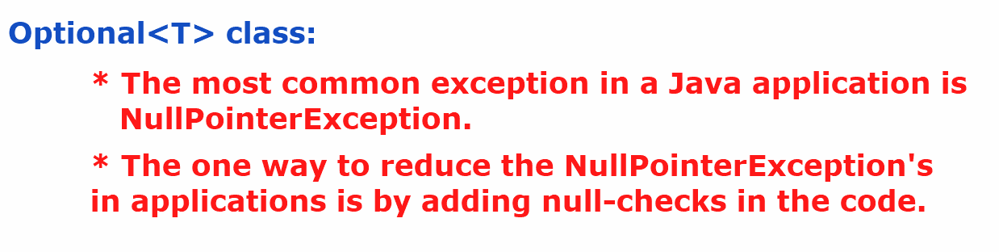 Optional<T> class:
* The most common exception in a Java application is
NullPointerException.
* The one way to reduce the NullPointerException's
in applications is by adding null-checks in the code.